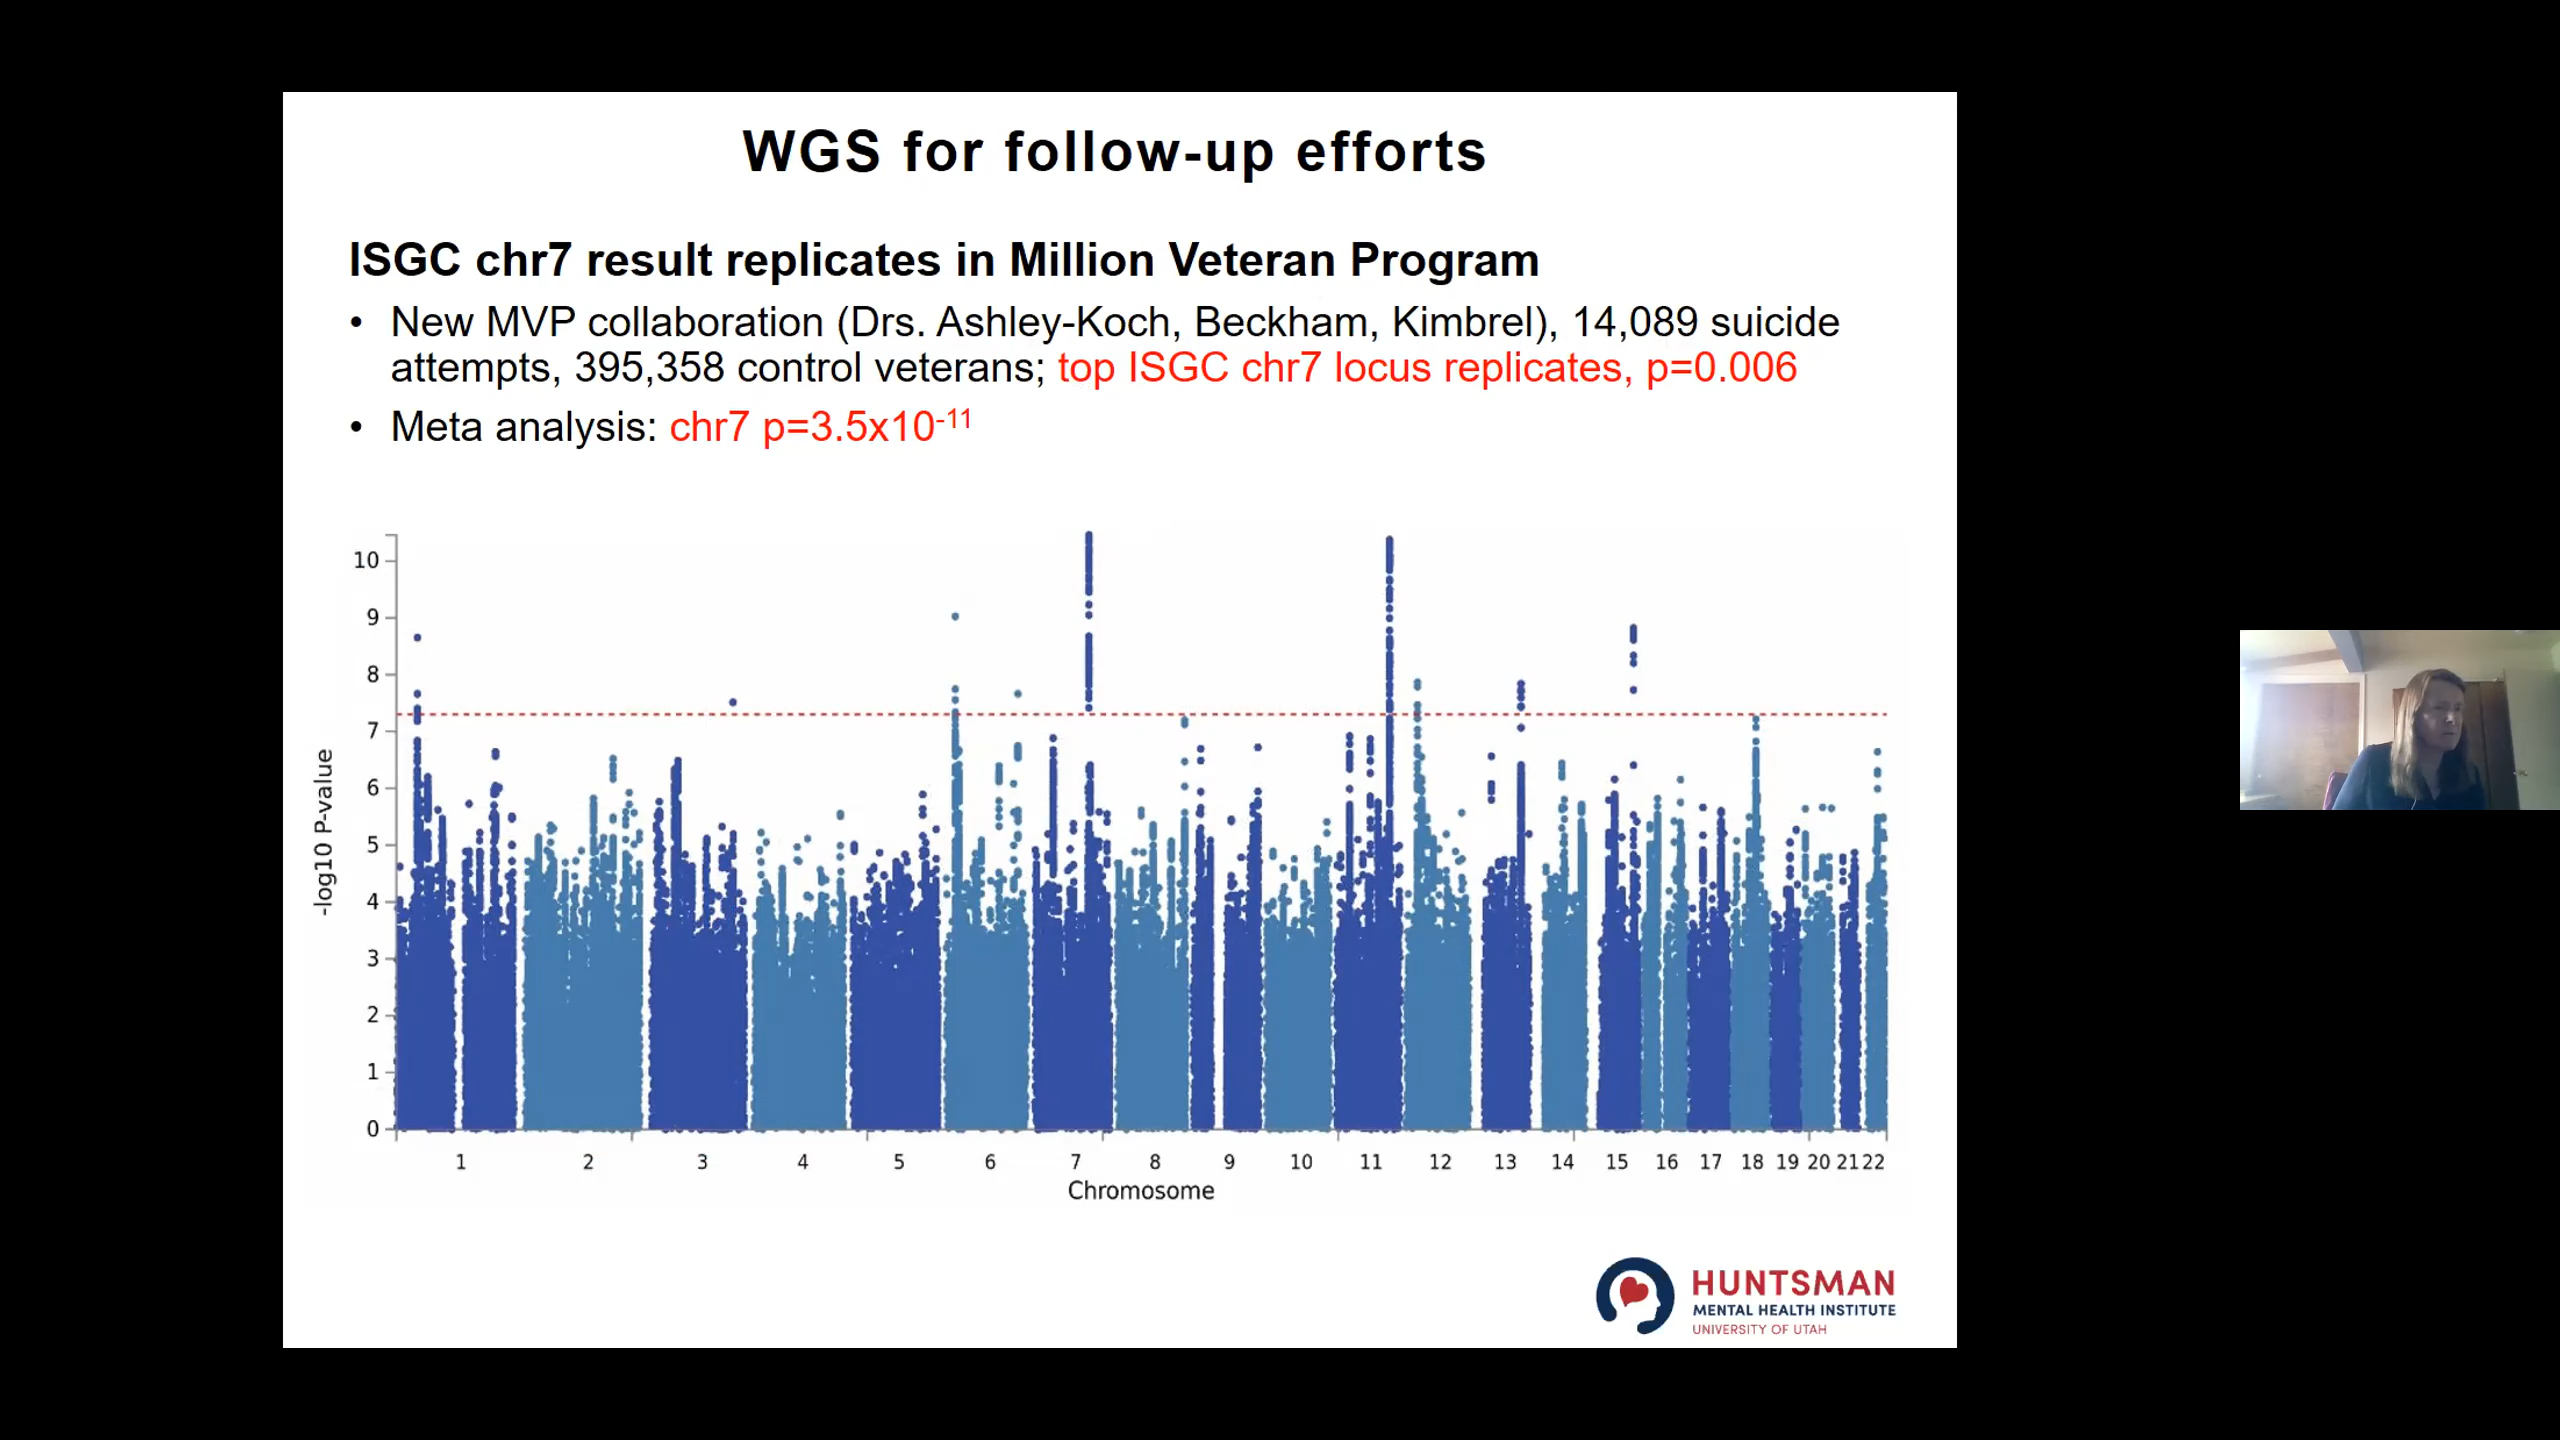 WGS for follow-up efforts
ISGC chr7 result replicates in Million Veteran Program
• New MVP collaboration (Drs. Ashley-Koch, Beckham, Kimbrel), 14,089 suicide
attempts, 395,358 control veterans; top ISGC chr7 locus replicates, p=0.006
• Meta analysis: chr7 p=3.5x10⁻¹¹
10
9
8
7
6
5
4
3
2
1
0
-log10 P-value
1 2 3 4 5 6 7 8 9 10 11 12 13 14 15 16 17 18 19 20 21 22
Chromosome
HUNTSMAN
MENTAL HEALTH INSTITUTE
UNIVERSITY OF UTAH